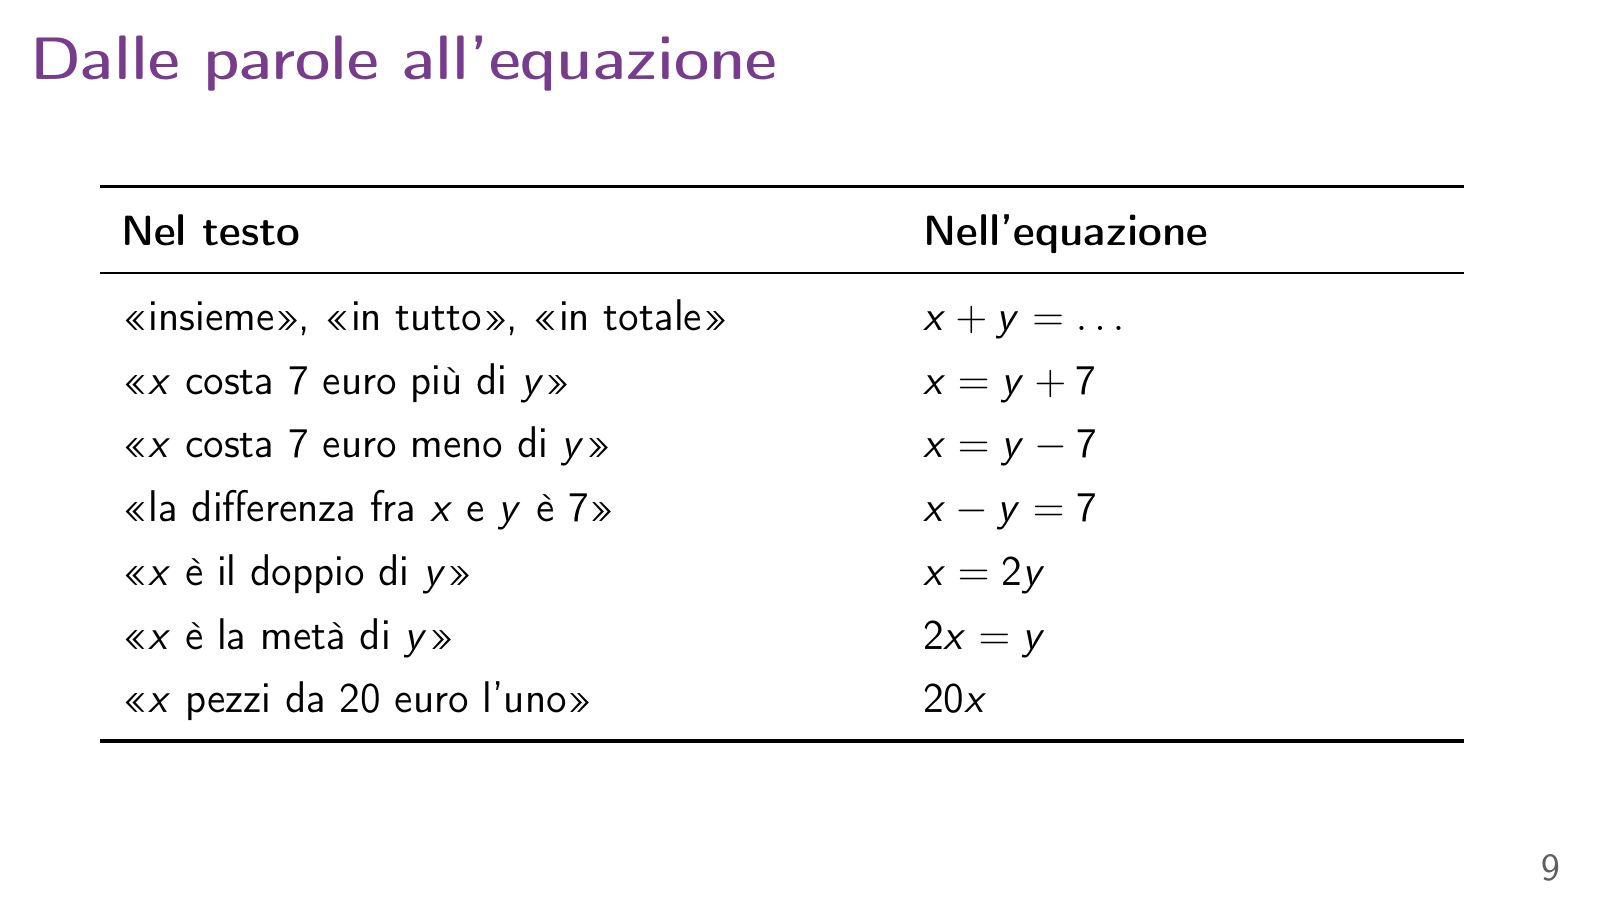 Dalle parole all’equazione
Nel testo Nell’equazione
«insieme», «in tutto», «in totale» x + y = . . .
«x costa 7 euro più di y» x = y + 7
«x costa 7 euro meno di y» x = y − 7
«la differenza fra x e y è 7» x − y = 7
«x è il doppio di y» x = 2y
«x è la metà di y» 2x = y
«x pezzi da 20 euro l’uno» 20x
9